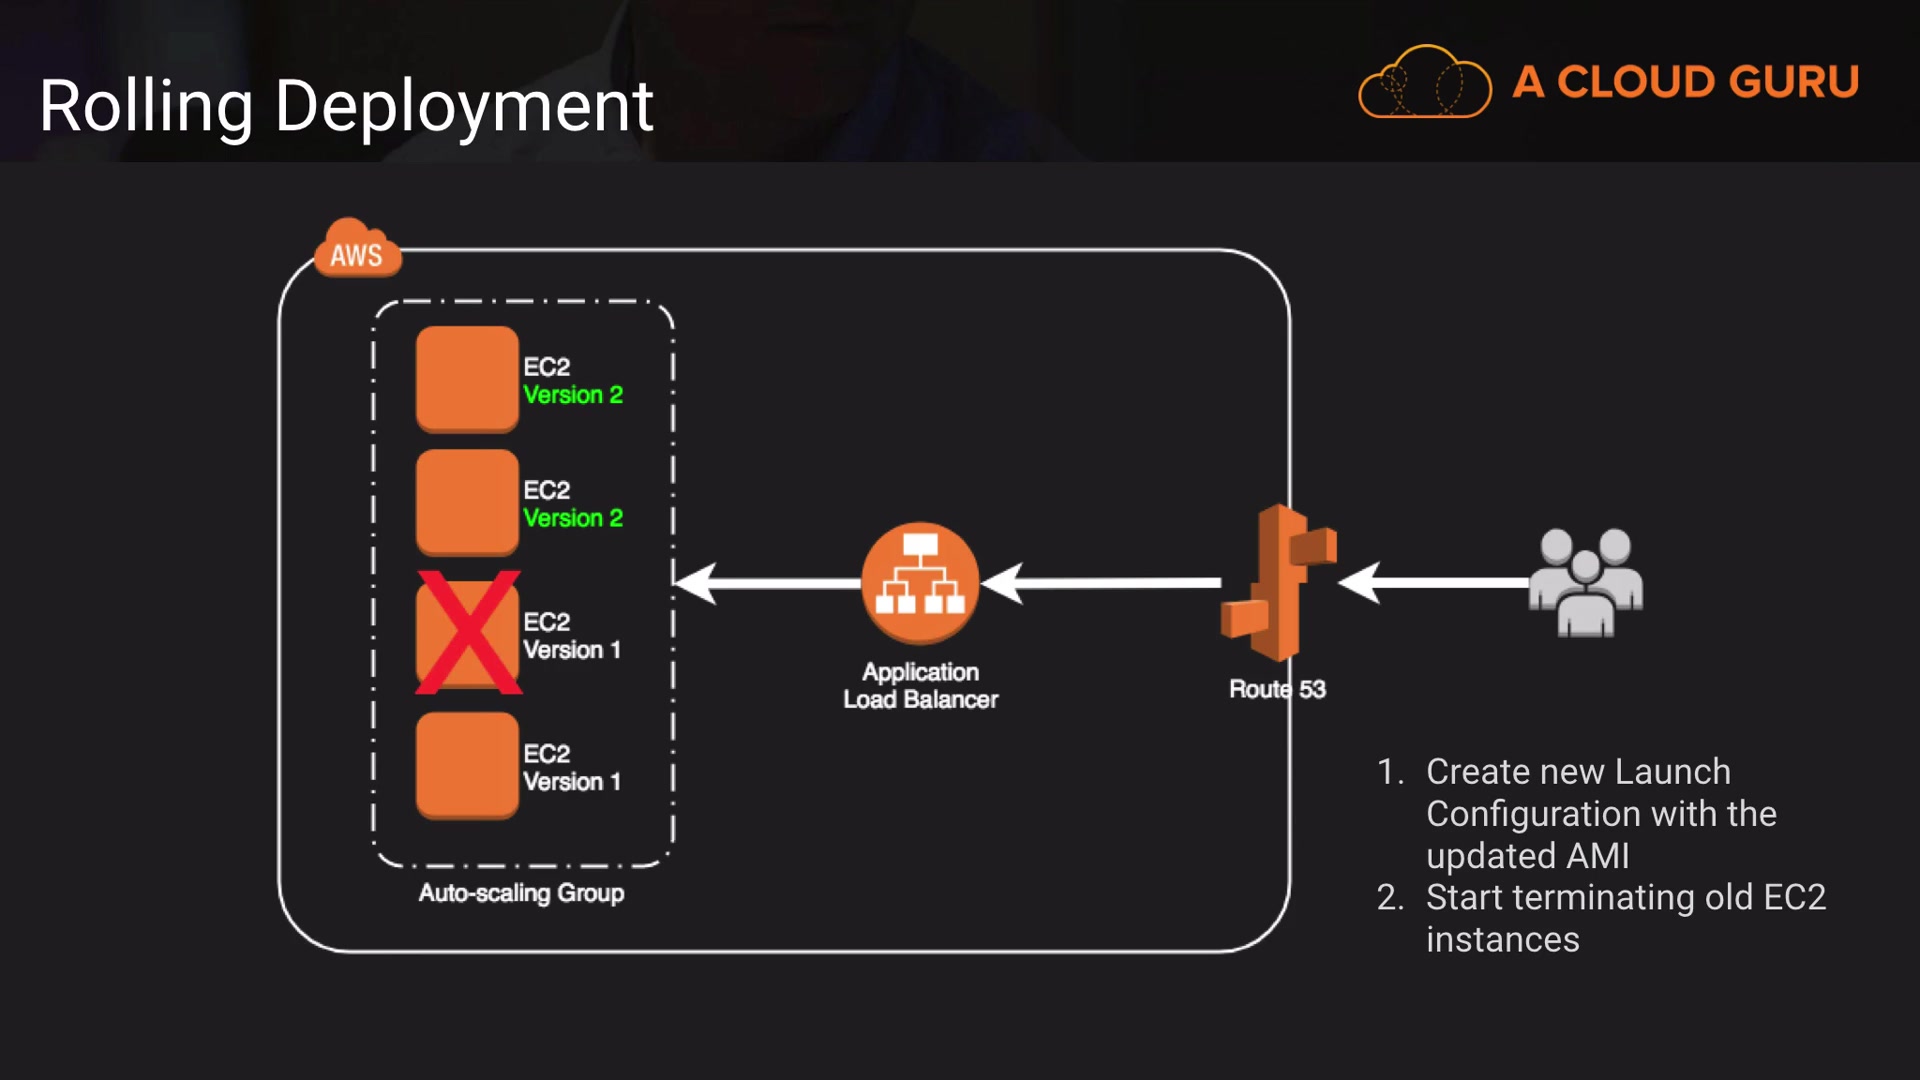 Rolling Deployment
A CLOUD GURU
AWS
EC2
Version 2
EC2
Version 2
EC2
Version 1
EC2
Version 1
Auto-scaling Group
Application
Load Balancer
Route 53
1. Create new Launch
Configuration with the
updated AMI
2. Start terminating old EC2
instances